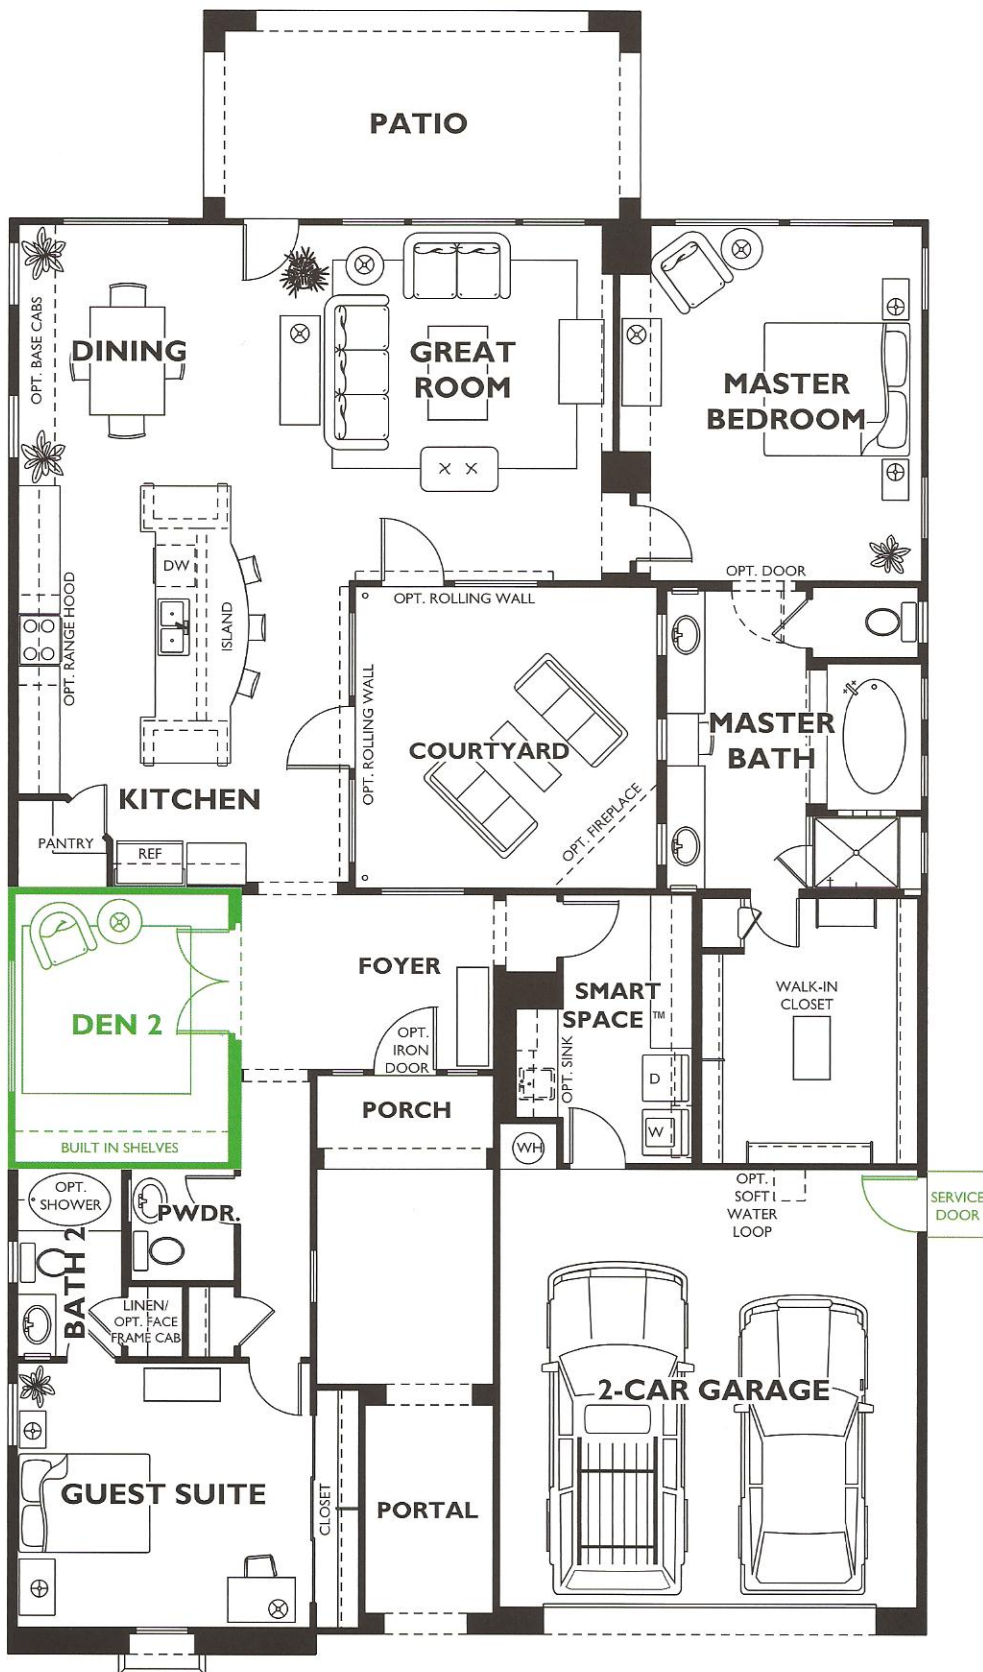 PATIO
OPT. BASE CABS
DINING
GREAT
ROOM
MASTER
BEDROOM
DW
ISLAND
OPT. RANGE HOOD
OPT. DOOR
OPT. ROLLING WALL
OPT. ROLLING WALL
COURTYARD
OPT. FIREPLACE
MASTER
BATH
KITCHEN
PANTRY
REF
FOYER
DEN 2
BUILT IN SHELVES
OPT.
IRON
DOOR
SMART
SPACE™
OPT. SINK
D
W
WH
WALK-IN
CLOSET
PORCH
OPT.
SHOWER
PWDR.
BATH 2
LINEN/
OPT. FACE
FRAME CAB
OPT.
SOFT
WATER
LOOP
SERVICE
DOOR
2-CAR GARAGE
GUEST SUITE
CLOSET
PORTAL